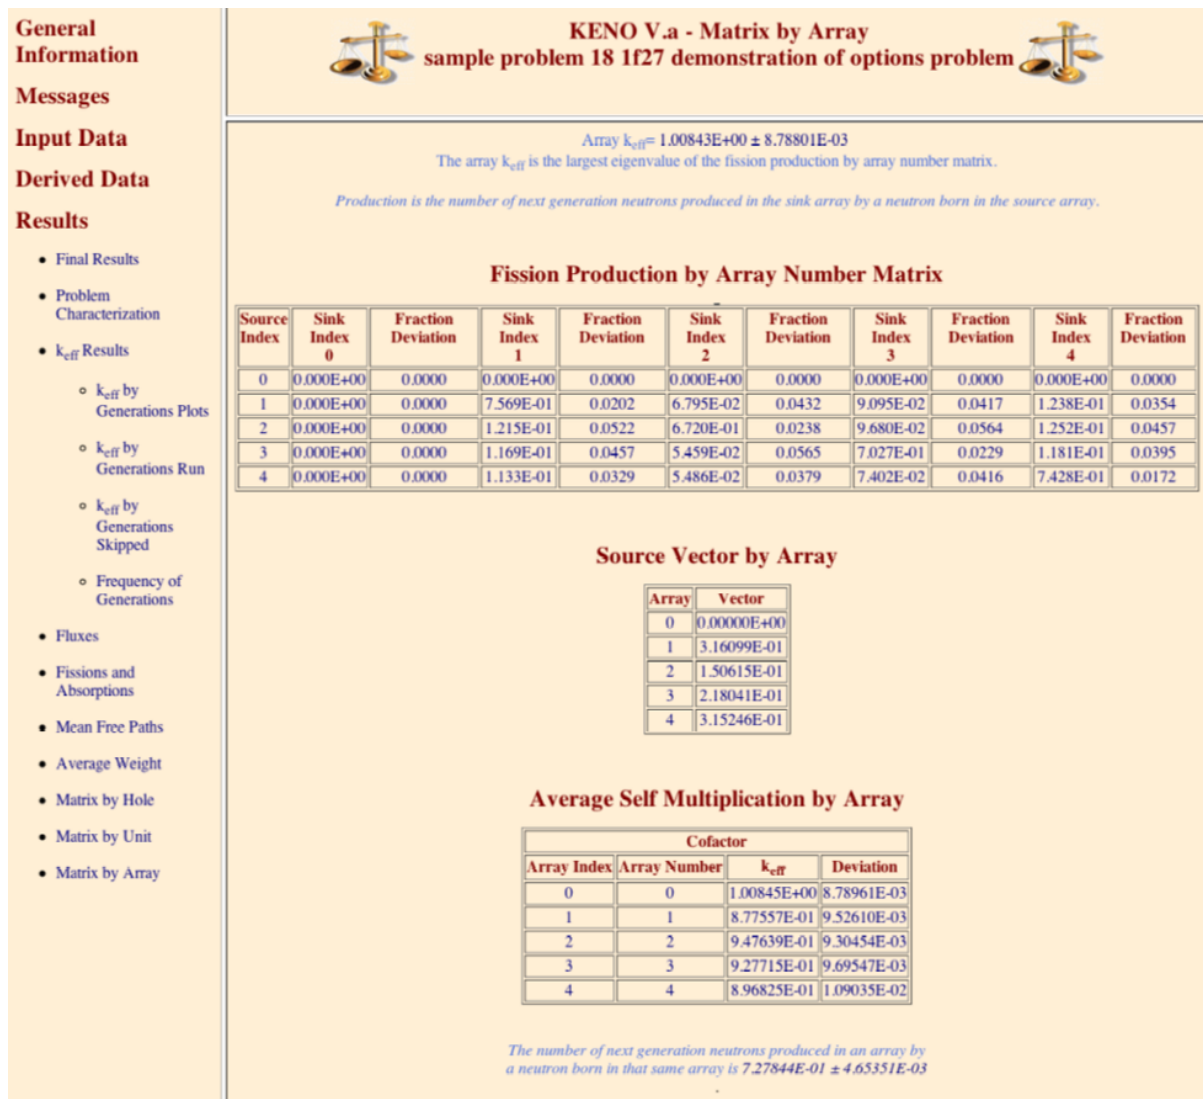 General
Information
Messages
Input Data
Derived Data
Results
Final Results
Problem
Characterization
keff Results
keff by
Generations Plots
keff by
Generations Run
keff by
Generations
Skipped
Frequency of
Generations
Fluxes
Fissions and
Absorptions
Mean Free Paths
Average Weight
Matrix by Hole
Matrix by Unit
Matrix by Array
KENO V.a - Matrix by Array
sample problem 18 1f27 demonstration of options problem
Array keff= 1.00843E+00 ± 8.78801E-03
The array keff is the largest eigenvalue of the fission production by array number matrix.
Production is the number of next generation neutrons produced in the sink array by a neutron born in the source array.
Fission Production by Array Number Matrix
Source Index Sink Index 0 Fraction Deviation Sink Index 1 Fraction Deviation Sink Index 2 Fraction Deviation Sink Index 3 Fraction Deviation Sink Index 4 Fraction Deviation
0 0.000E+00 0.0000 0.000E+00 0.0000 0.000E+00 0.0000 0.000E+00 0.0000 0.000E+00 0.0000
1 0.000E+00 0.0000 7.569E-01 0.0202 6.795E-02 0.0432 9.095E-02 0.0417 1.238E-01 0.0354
2 0.000E+00 0.0000 1.215E-01 0.0522 6.720E-01 0.0238 9.680E-02 0.0564 1.252E-01 0.0457
3 0.000E+00 0.0000 1.169E-01 0.0457 5.459E-02 0.0565 7.027E-01 0.0229 1.181E-01 0.0395
4 0.000E+00 0.0000 1.133E-01 0.0329 5.486E-02 0.0379 7.402E-02 0.0416 7.428E-01 0.0172
Source Vector by Array
Array Vector
0 0.00000E+00
1 3.16099E-01
2 1.50615E-01
3 2.18041E-01
4 3.15246E-01
Average Self Multiplication by Array
Cofactor
Array Index Array Number keff Deviation
0 0 1.00845E+00 8.78961E-03
1 1 8.77557E-01 9.52610E-03
2 2 9.47639E-01 9.30454E-03
3 3 9.27715E-01 9.69547E-03
4 4 8.96825E-01 1.09035E-02
The number of next generation neutrons produced in an array by
a neutron born in that same array is 7.27844E-01 ± 4.65351E-03